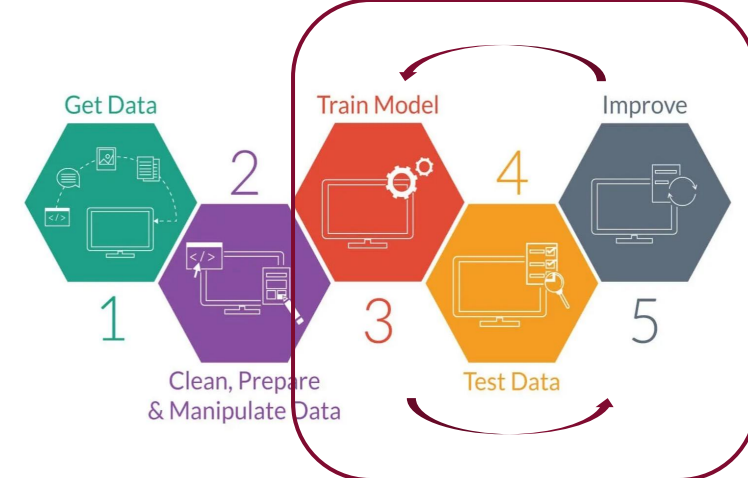 Get Data
1
2
Clean, Prepare
& Manipulate Data
Train Model
3
4
Test Data
Improve
5
</>
</>